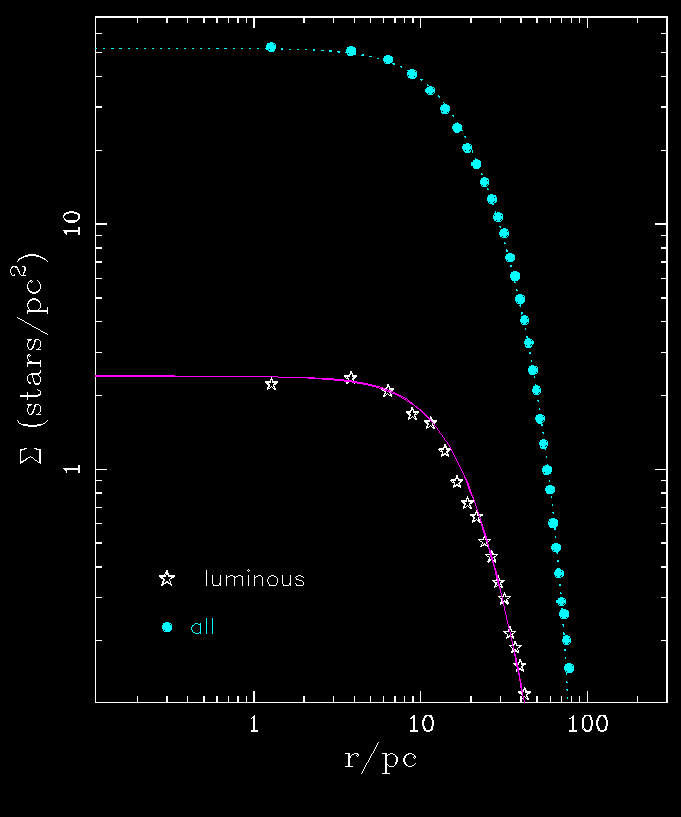 Σ (stars/pc²)
10
1
luminous
all
1 10 100
r/pc